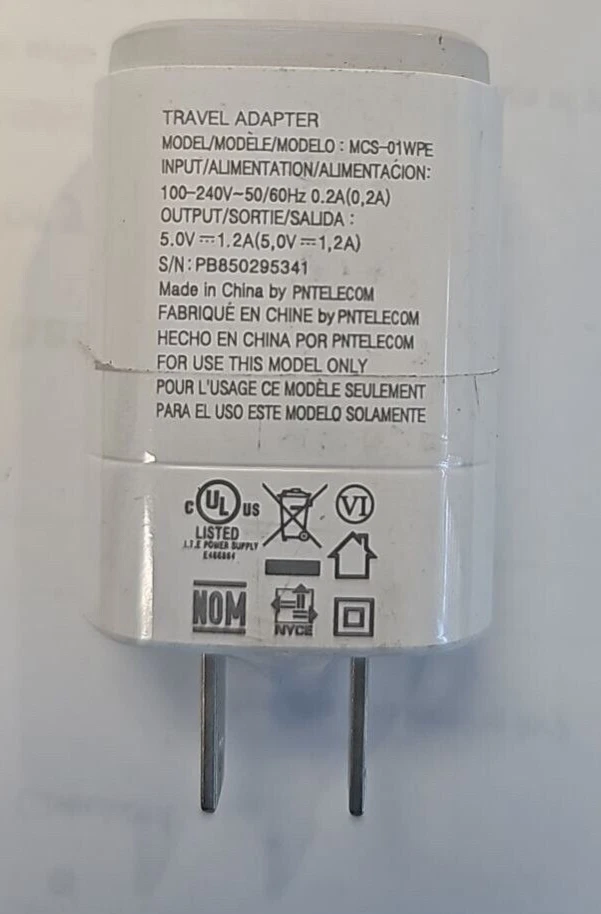 TRAVEL ADAPTER
MODEL/MODÈLE/MODELO : MCS-01WPE
INPUT/ALIMENTATION/ALIMENTACIÓN:
100-240V~50/60Hz 0.2A(0,2A)
OUTPUT/SORTIE/SALIDA :
5.0V⎓1.2A(5,0V⎓1,2A)
S/N : PB850295341
Made in China by PNTELECOM
FABRIQUÉ EN CHINE by PNTELECOM
HECHO EN CHINA POR PNTELECOM
FOR USE THIS MODEL ONLY
POUR L'USAGE CE MODÈLE SEULEMENT
PARA EL USO ESTE MODELO SOLAMENTE
C UL US VI
LISTED
I.T.E POWER SUPPLY
NOM NYCE